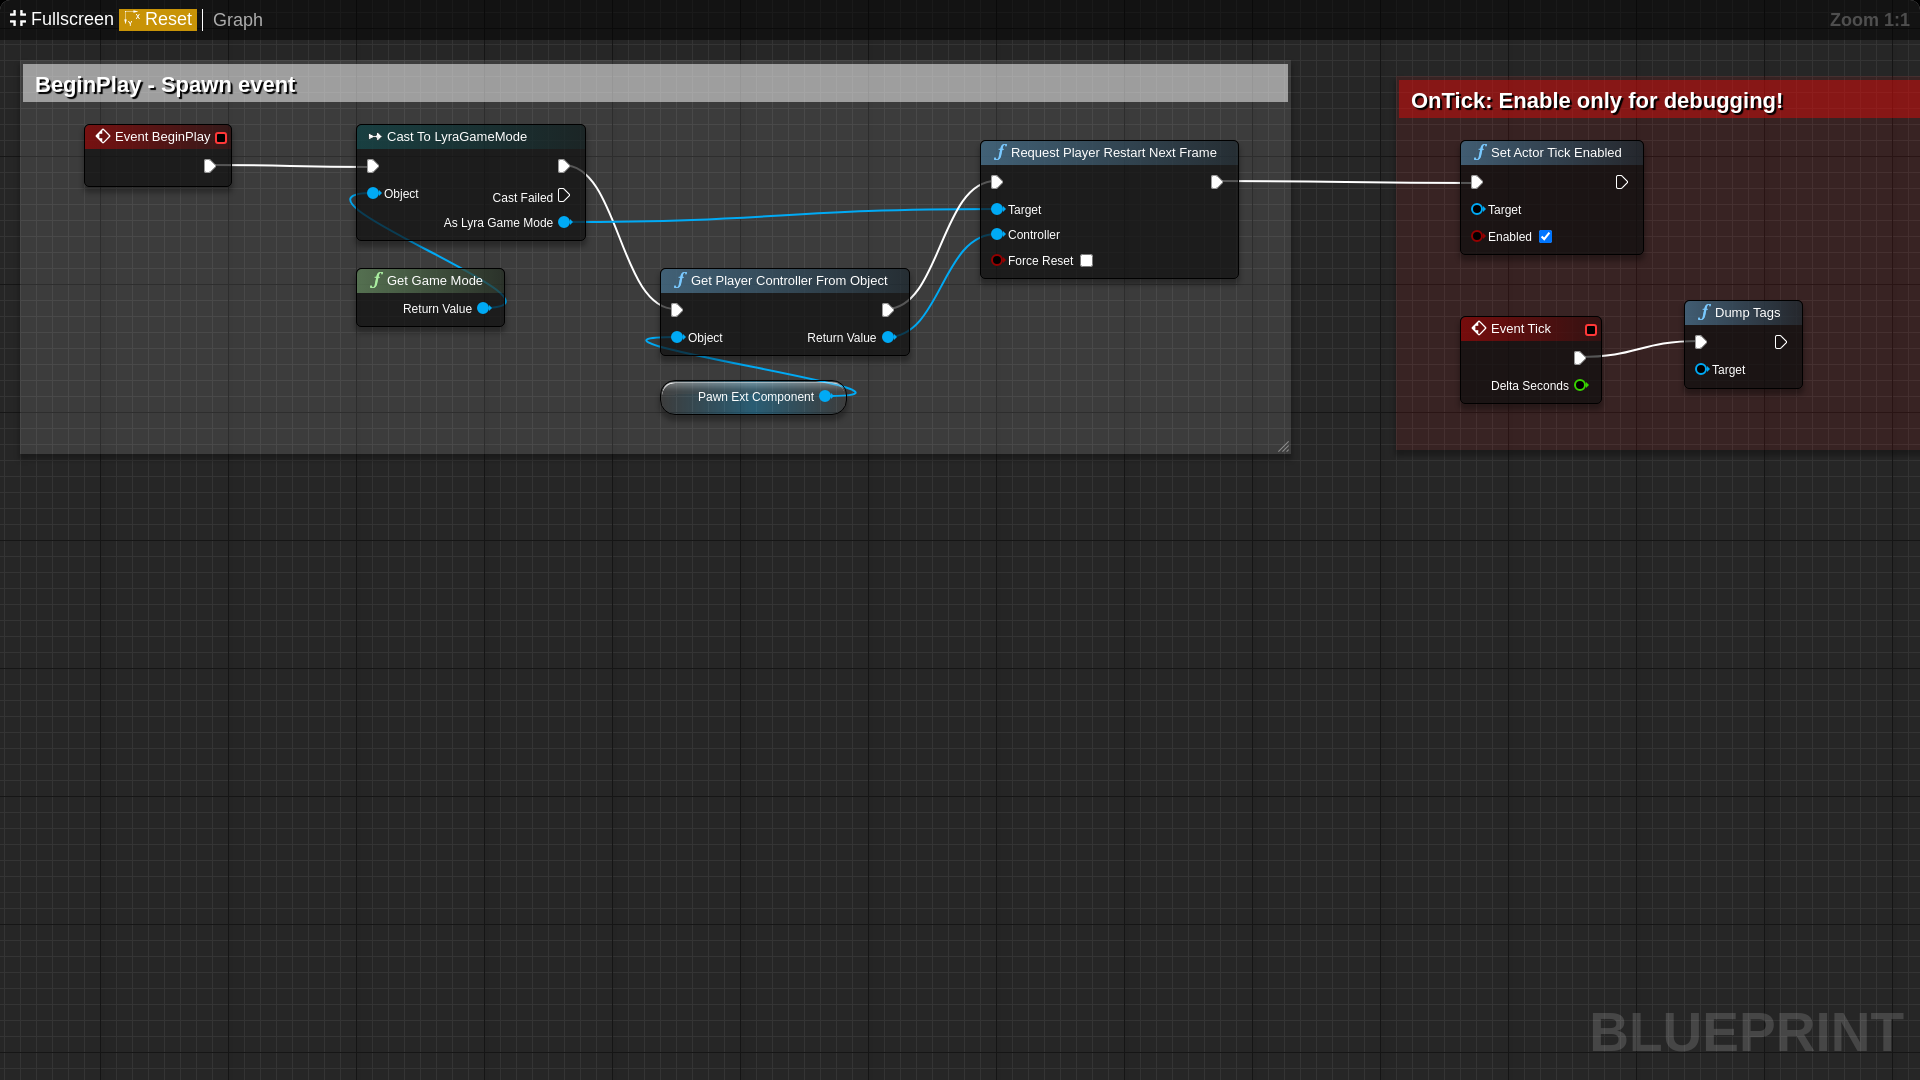 Fullscreen Reset Graph Zoom 1:1
BeginPlay - Spawn event
Event BeginPlay
Cast To LyraGameMode
Object
Cast Failed
As Lyra Game Mode
Get Game Mode
Return Value
Get Player Controller From Object
Object Return Value
Pawn Ext Component
Request Player Restart Next Frame
Target
Controller
Force Reset
OnTick: Enable only for debugging!
Set Actor Tick Enabled
Target
Enabled
Event Tick
Delta Seconds
Dump Tags
Target
BLUEPRINT